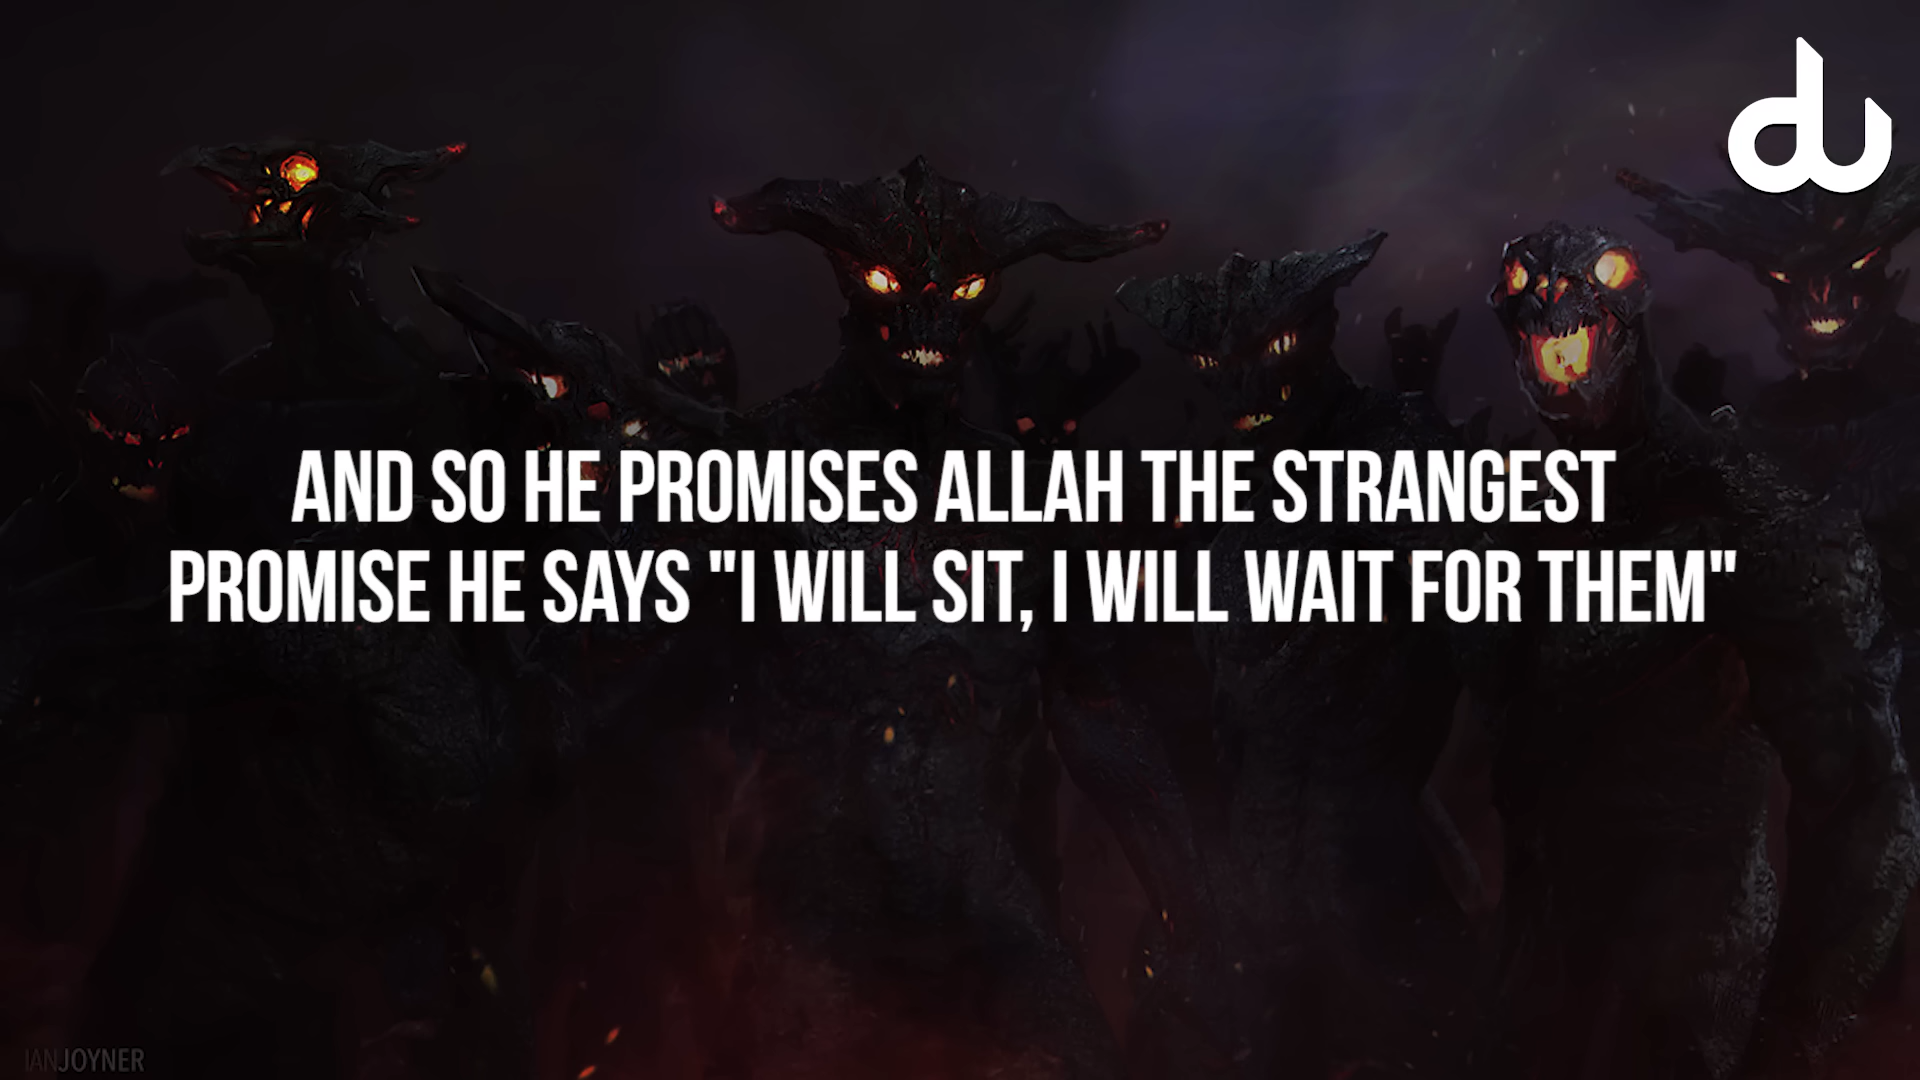 AND SO HE PROMISES ALLAH THE STRANGEST
PROMISE HE SAYS "I WILL SIT, I WILL WAIT FOR THEM"
IANJOYNER